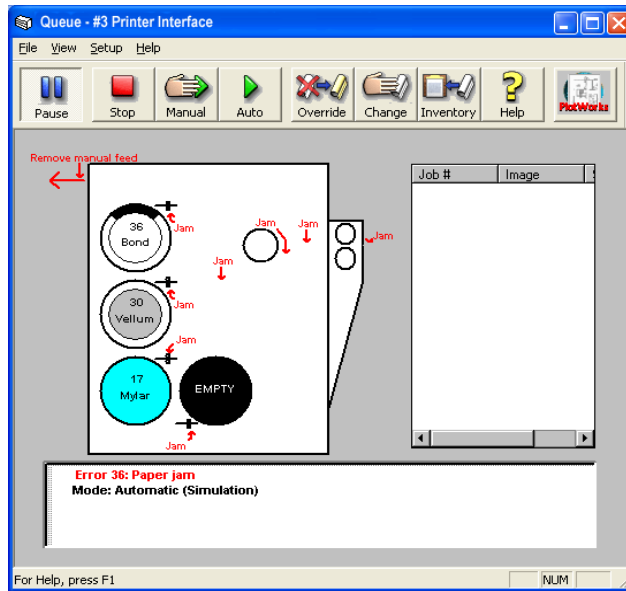 Queue - #3 Printer Interface
File View Setup Help
Pause Stop Manual Auto Override Change Inventory Help PlotWorks
Remove manual feed
Job # Image S
36
Bond
Jam
Jam
Jam
Jam
Jam
30
Vellum
Jam
Jam
17
Mylar
EMPTY
Jam
Error 36: Paper jam
Mode: Automatic (Simulation)
For Help, press F1 NUM